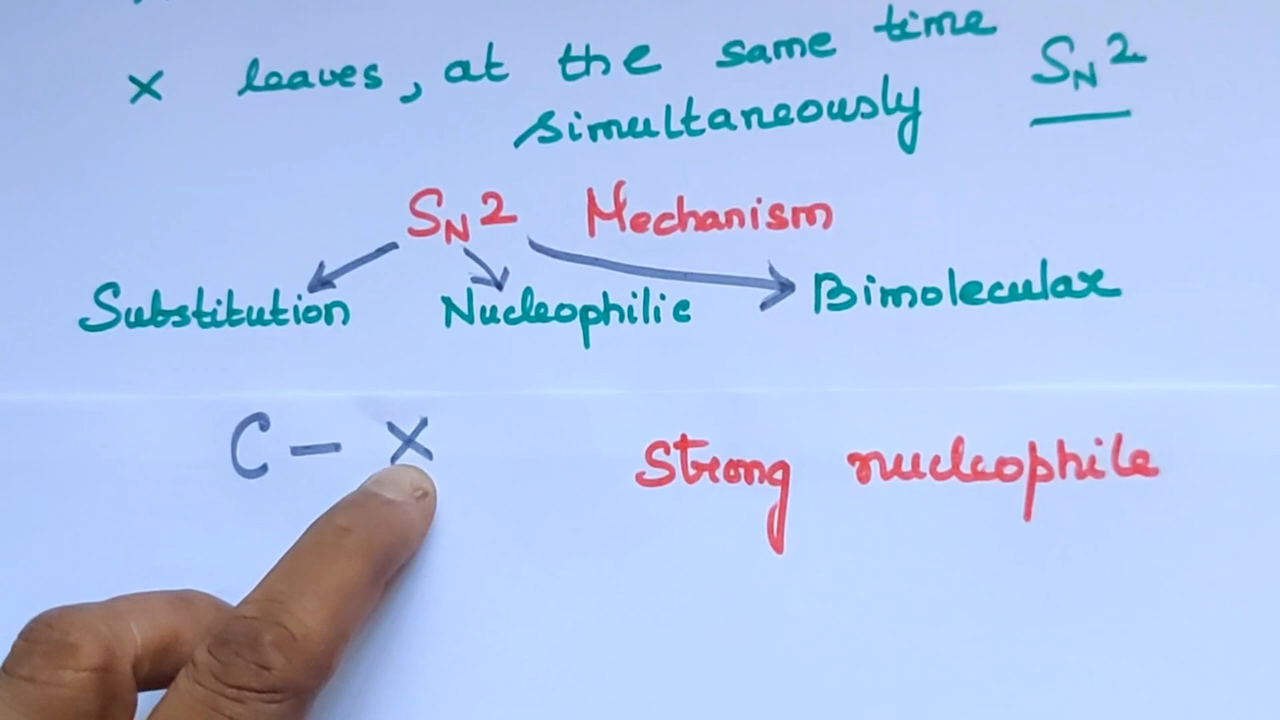 X leaves, at the same time
simultaneously SN2
SN2 Mechanism
Substitution Nucleophilic Bimolecular
C - X Strong nucleophile